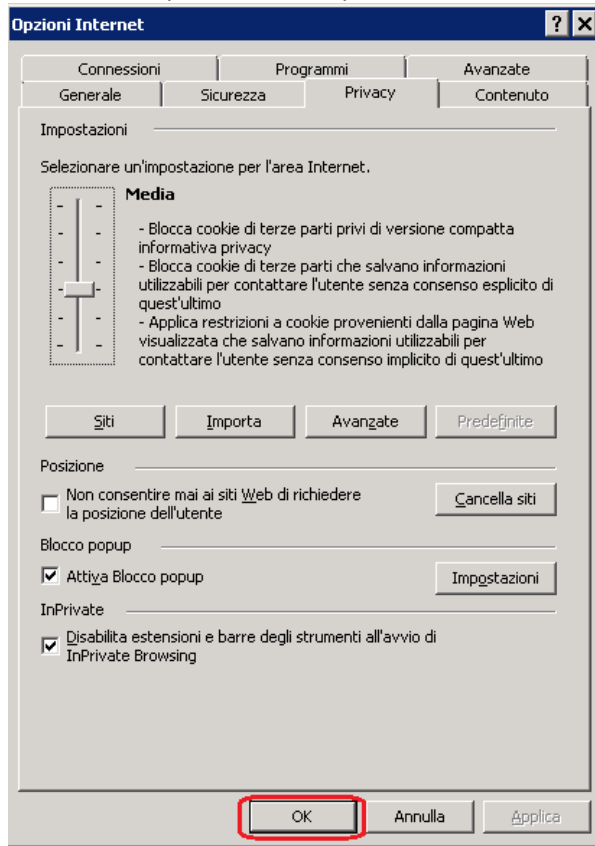 Opzioni Internet
Connessioni Programmi Avanzate
Generale Sicurezza Privacy Contenuto
Impostazioni
Selezionare un'impostazione per l'area Internet.
Media
- Blocca cookie di terze parti privi di versione compatta
informativa privacy
- Blocca cookie di terze parti che salvano informazioni
utilizzabili per contattare l'utente senza consenso esplicito di
quest'ultimo
- Applica restrizioni a cookie provenienti dalla pagina Web
visualizzata che salvano informazioni utilizzabili per
contattare l'utente senza consenso implicito di quest'ultimo
Siti Importa Avanzate Predefinite
Posizione
Non consentire mai ai siti Web di richiedere
la posizione dell'utente
Cancella siti
Blocco popup
Attiva Blocco popup Impostazioni
InPrivate
Disabilita estensioni e barre degli strumenti all'avvio di
InPrivate Browsing
OK Annulla Applica